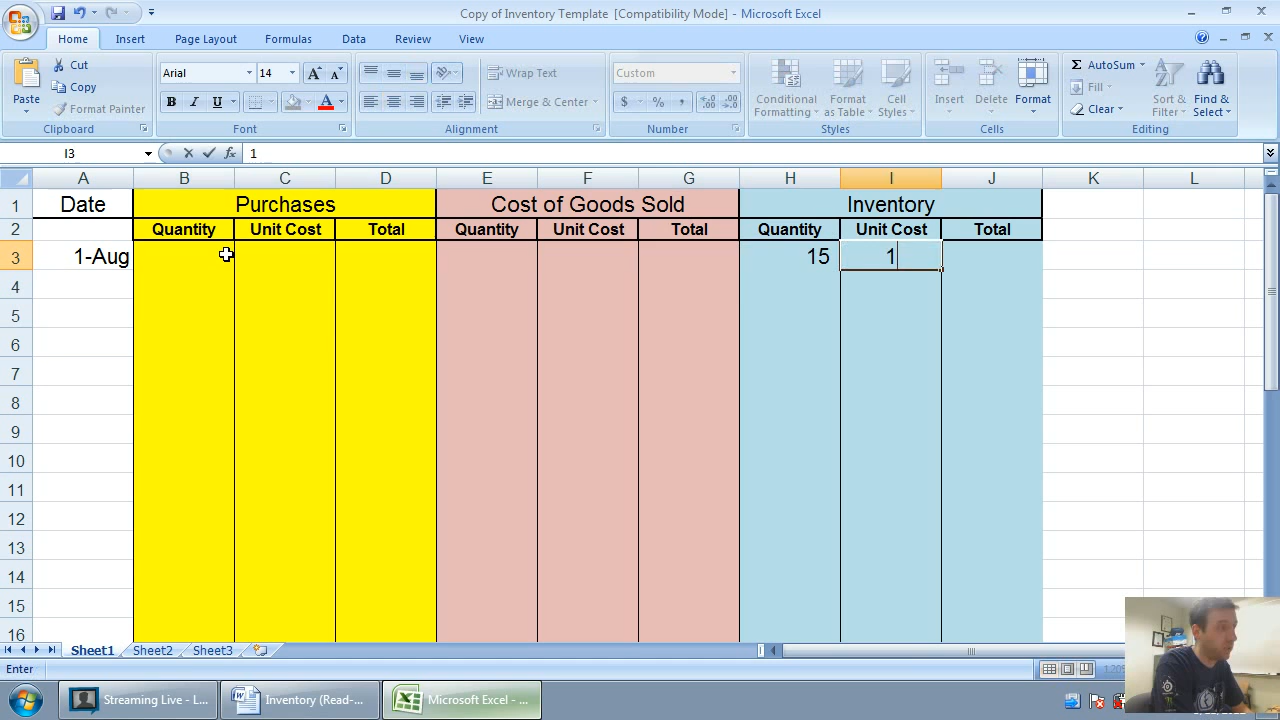 Copy of Inventory Template [Compatibility Mode] - Microsoft Excel
Home Insert Page Layout Formulas Data Review View
Paste Cut Copy Format Painter
Arial 14
B I U A
Wrap Text
Merge & Center
Custom
$ % ,
Conditional Formatting Format as Table Cell Styles
Insert Delete Format
AutoSum Fill Clear
Sort & Filter Find & Select
Clipboard Font Alignment Number Styles Cells Editing
I3 fx 1
A B C D E F G H I J K L
1 Date Purchases Cost of Goods Sold Inventory
2 Quantity Unit Cost Total Quantity Unit Cost Total Quantity Unit Cost Total
3 1-Aug 15 1
4
5
6
7
8
9
10
11
12
13
14
15
16
Sheet1 Sheet2 Sheet3
Enter
Streaming Live - L... Inventory (Read-... Microsoft Excel - ...